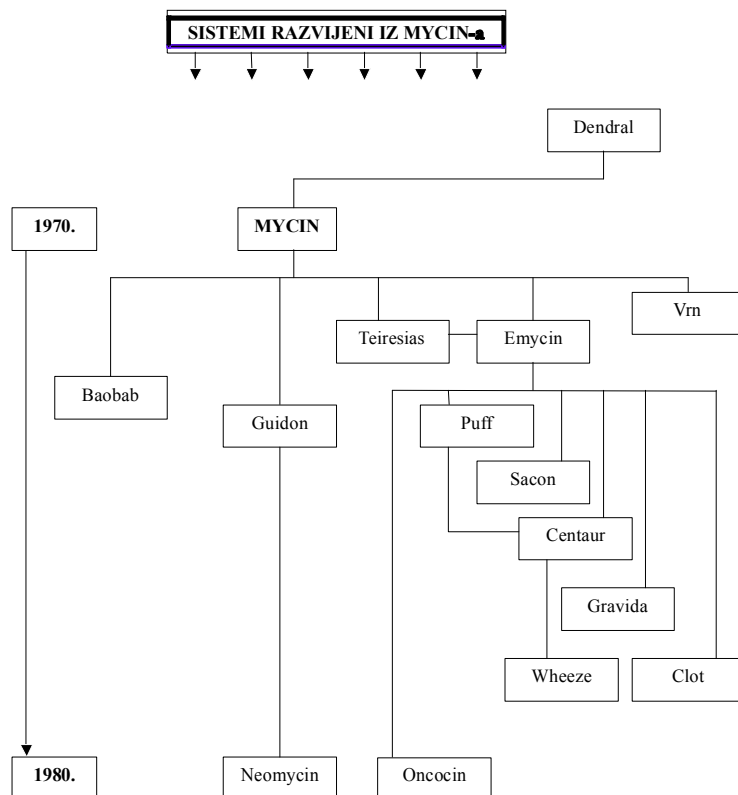 SISTEMI RAZVIJENI IZ MYCIN-a
Dendral
1970.
MYCIN
Vrn
Teiresias
Emycin
Baobab
Guidon
Puff
Sacon
Centaur
Gravida
Wheeze
Clot
1980.
Neomycin
Oncocin